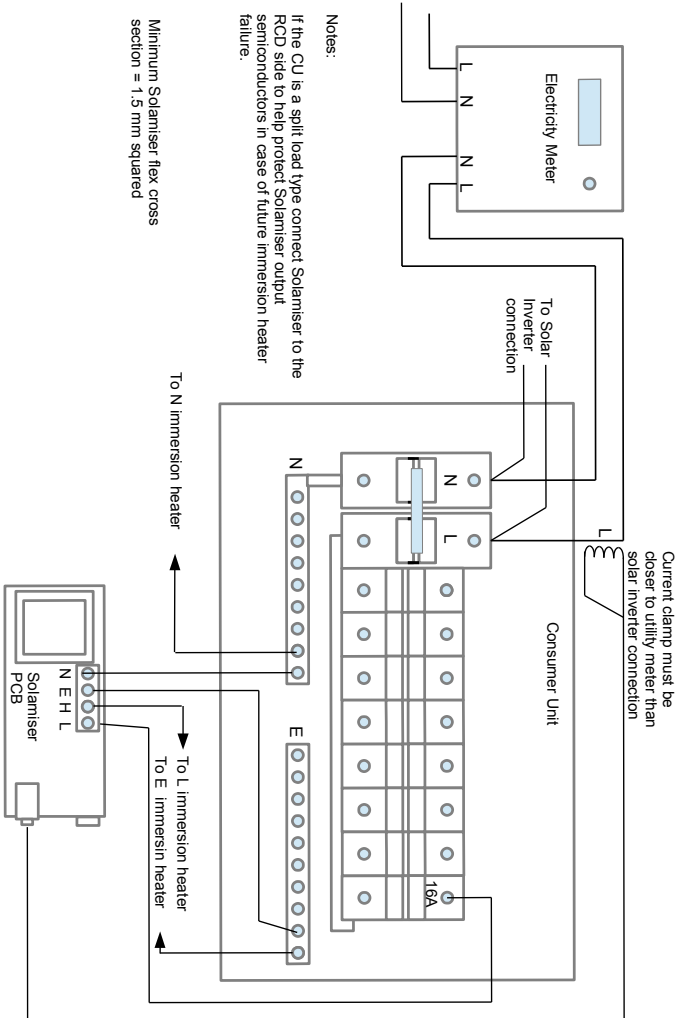 Current clamp must be
closer to utility meter than
solar inverter connection
L
Electricity Meter
L N N L
Consumer Unit
To Solar
Inverter
connection
N L
16A
Notes:
If the CU is a split load type connect Solamiser to the
RCD side to help protect Solamiser output
semiconductors in case of future immersion heater
failure.
N
E
To N immersion heater
To L immersion heater
To E immersin heater
Minimum Solamiser flex cross
section = 1.5 mm squared
N E H L
Solamiser
PCB